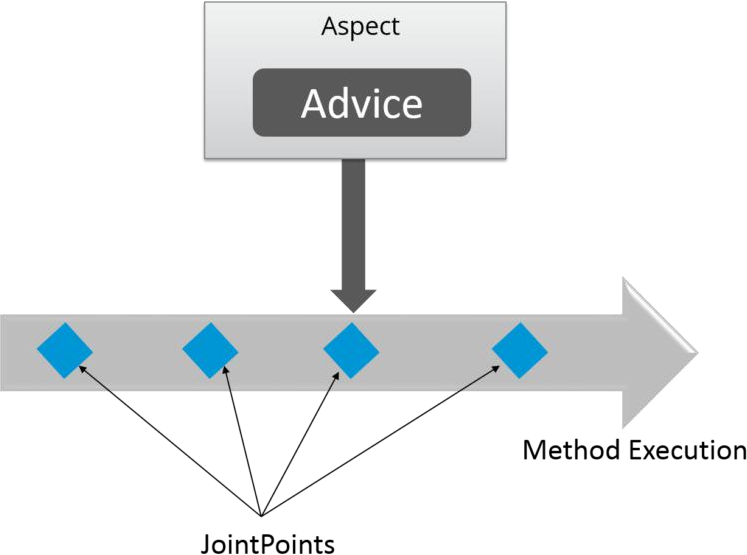 Aspect
Advice
Method Execution
JointPoints